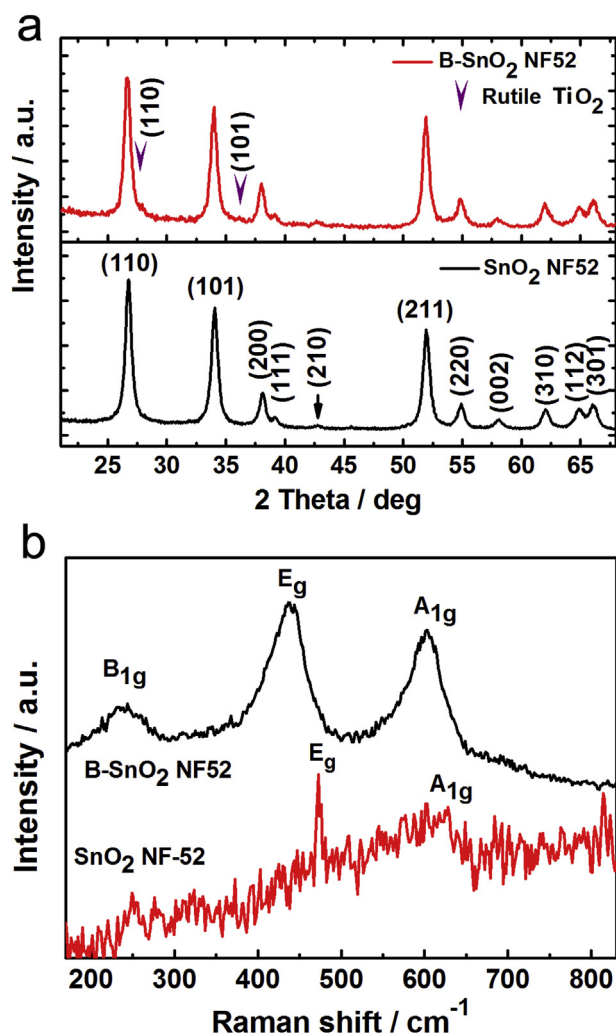 a
B-SnO₂ NF52
Rutile TiO₂
(110)
(101)
Intensity / a.u.
SnO₂ NF52
(110)
(101)
(200)
(111)
(210)
(211)
(220)
(002)
(310)
(112)
(301)
25 30 35 40 45 50 55 60 65
2 Theta / deg
b
B1g
Eg
A1g
B-SnO₂ NF52
Eg
A1g
SnO₂ NF-52
Intensity / a.u.
200 300 400 500 600 700 800
Raman shift / cm⁻¹